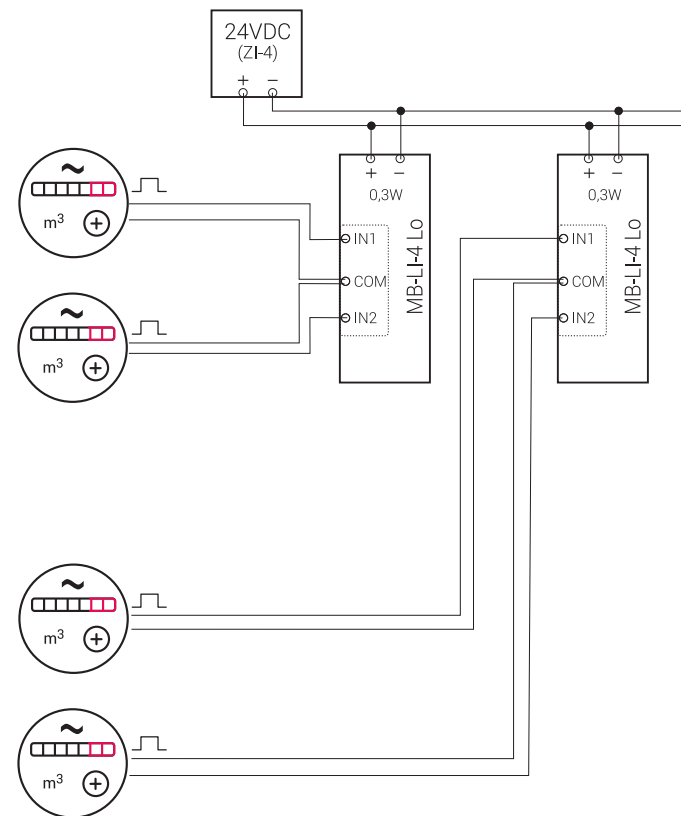 24VDC
(ZI-4)
+ −
+ −
0,3W
IN1
COM
IN2
MB-LI-4 Lo
+ −
0,3W
IN1
COM
IN2
MB-LI-4 Lo
~
m³ +
~
m³ +
~
m³ +
~
m³ +